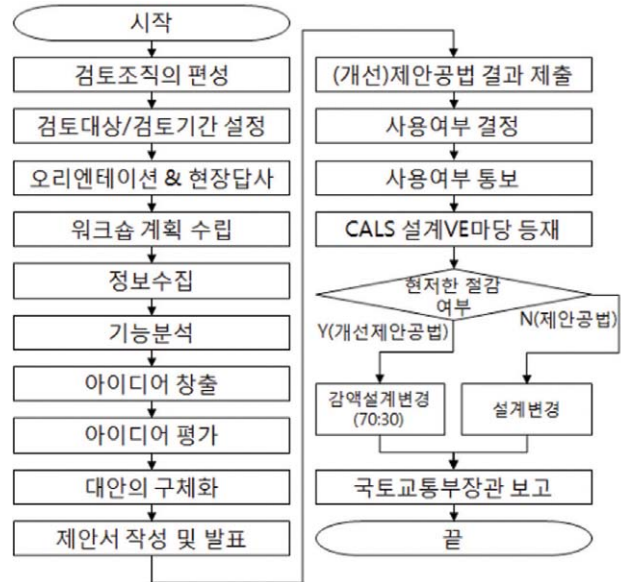 시작
검토조직의 편성
검토대상/검토기간 설정
오리엔테이션 & 현장답사
워크숍 계획 수립
정보수집
기능분석
아이디어 창출
아이디어 평가
대안의 구체화
제안서 작성 및 발표
(개선)제안공법 결과 제출
사용여부 결정
사용여부 통보
CALS 설계VE마당 등재
현저한 절감
여부
Y(개선제안공법)
N(제안공법)
감액설계변경
(70:30)
설계변경
국토교통부장관 보고
끝